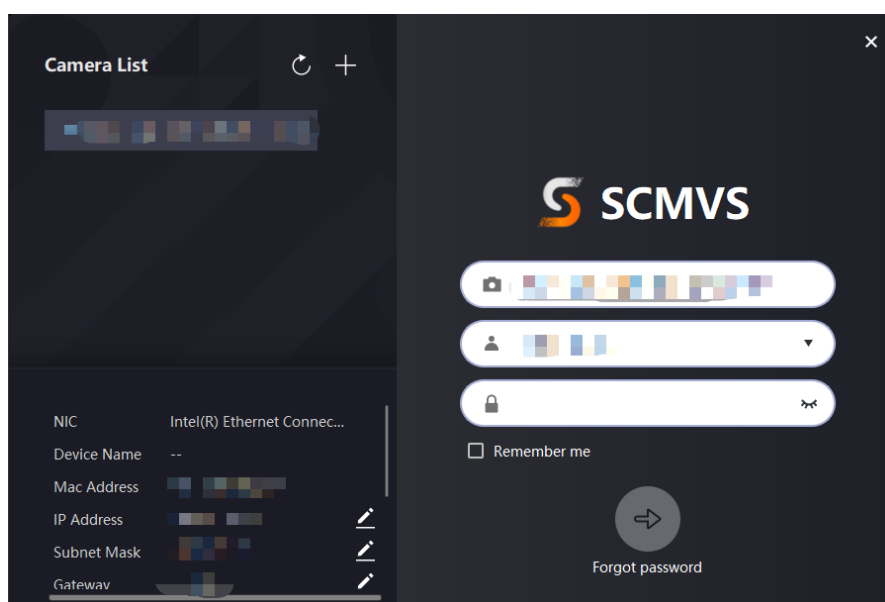 Camera List
SCMVS
NIC Intel(R) Ethernet Connec...
Device Name --
Mac Address
IP Address
Subnet Mask
Gateway
Remember me
Forgot password